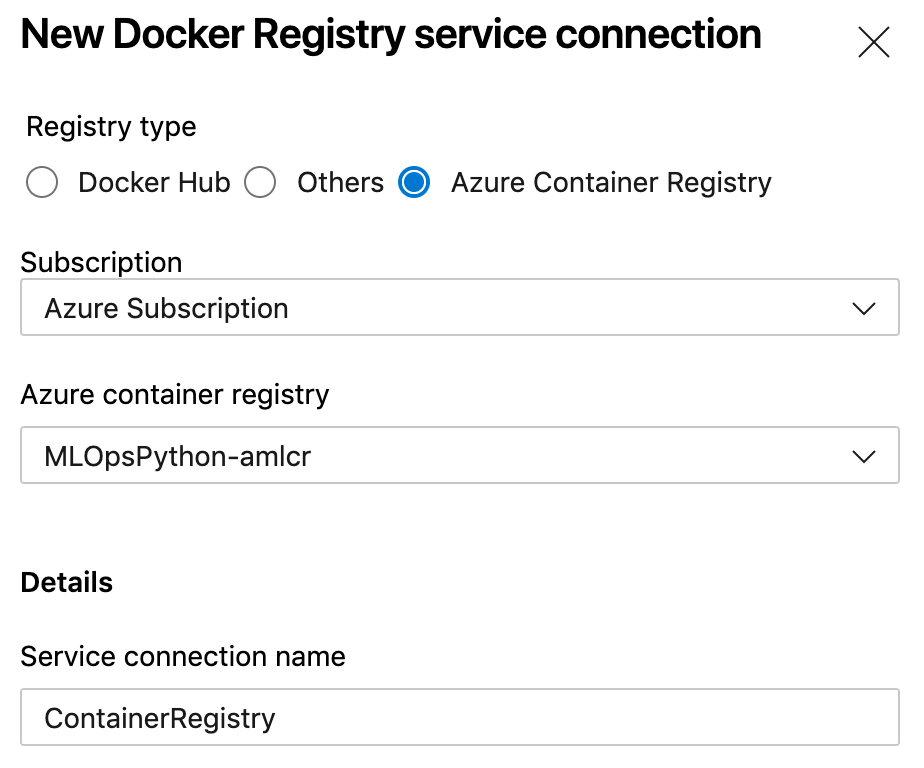 New Docker Registry service connection
Registry type
Docker Hub Others Azure Container Registry
Subscription
Azure Subscription
Azure container registry
MLOpsPython-amlcr
Details
Service connection name
ContainerRegistry